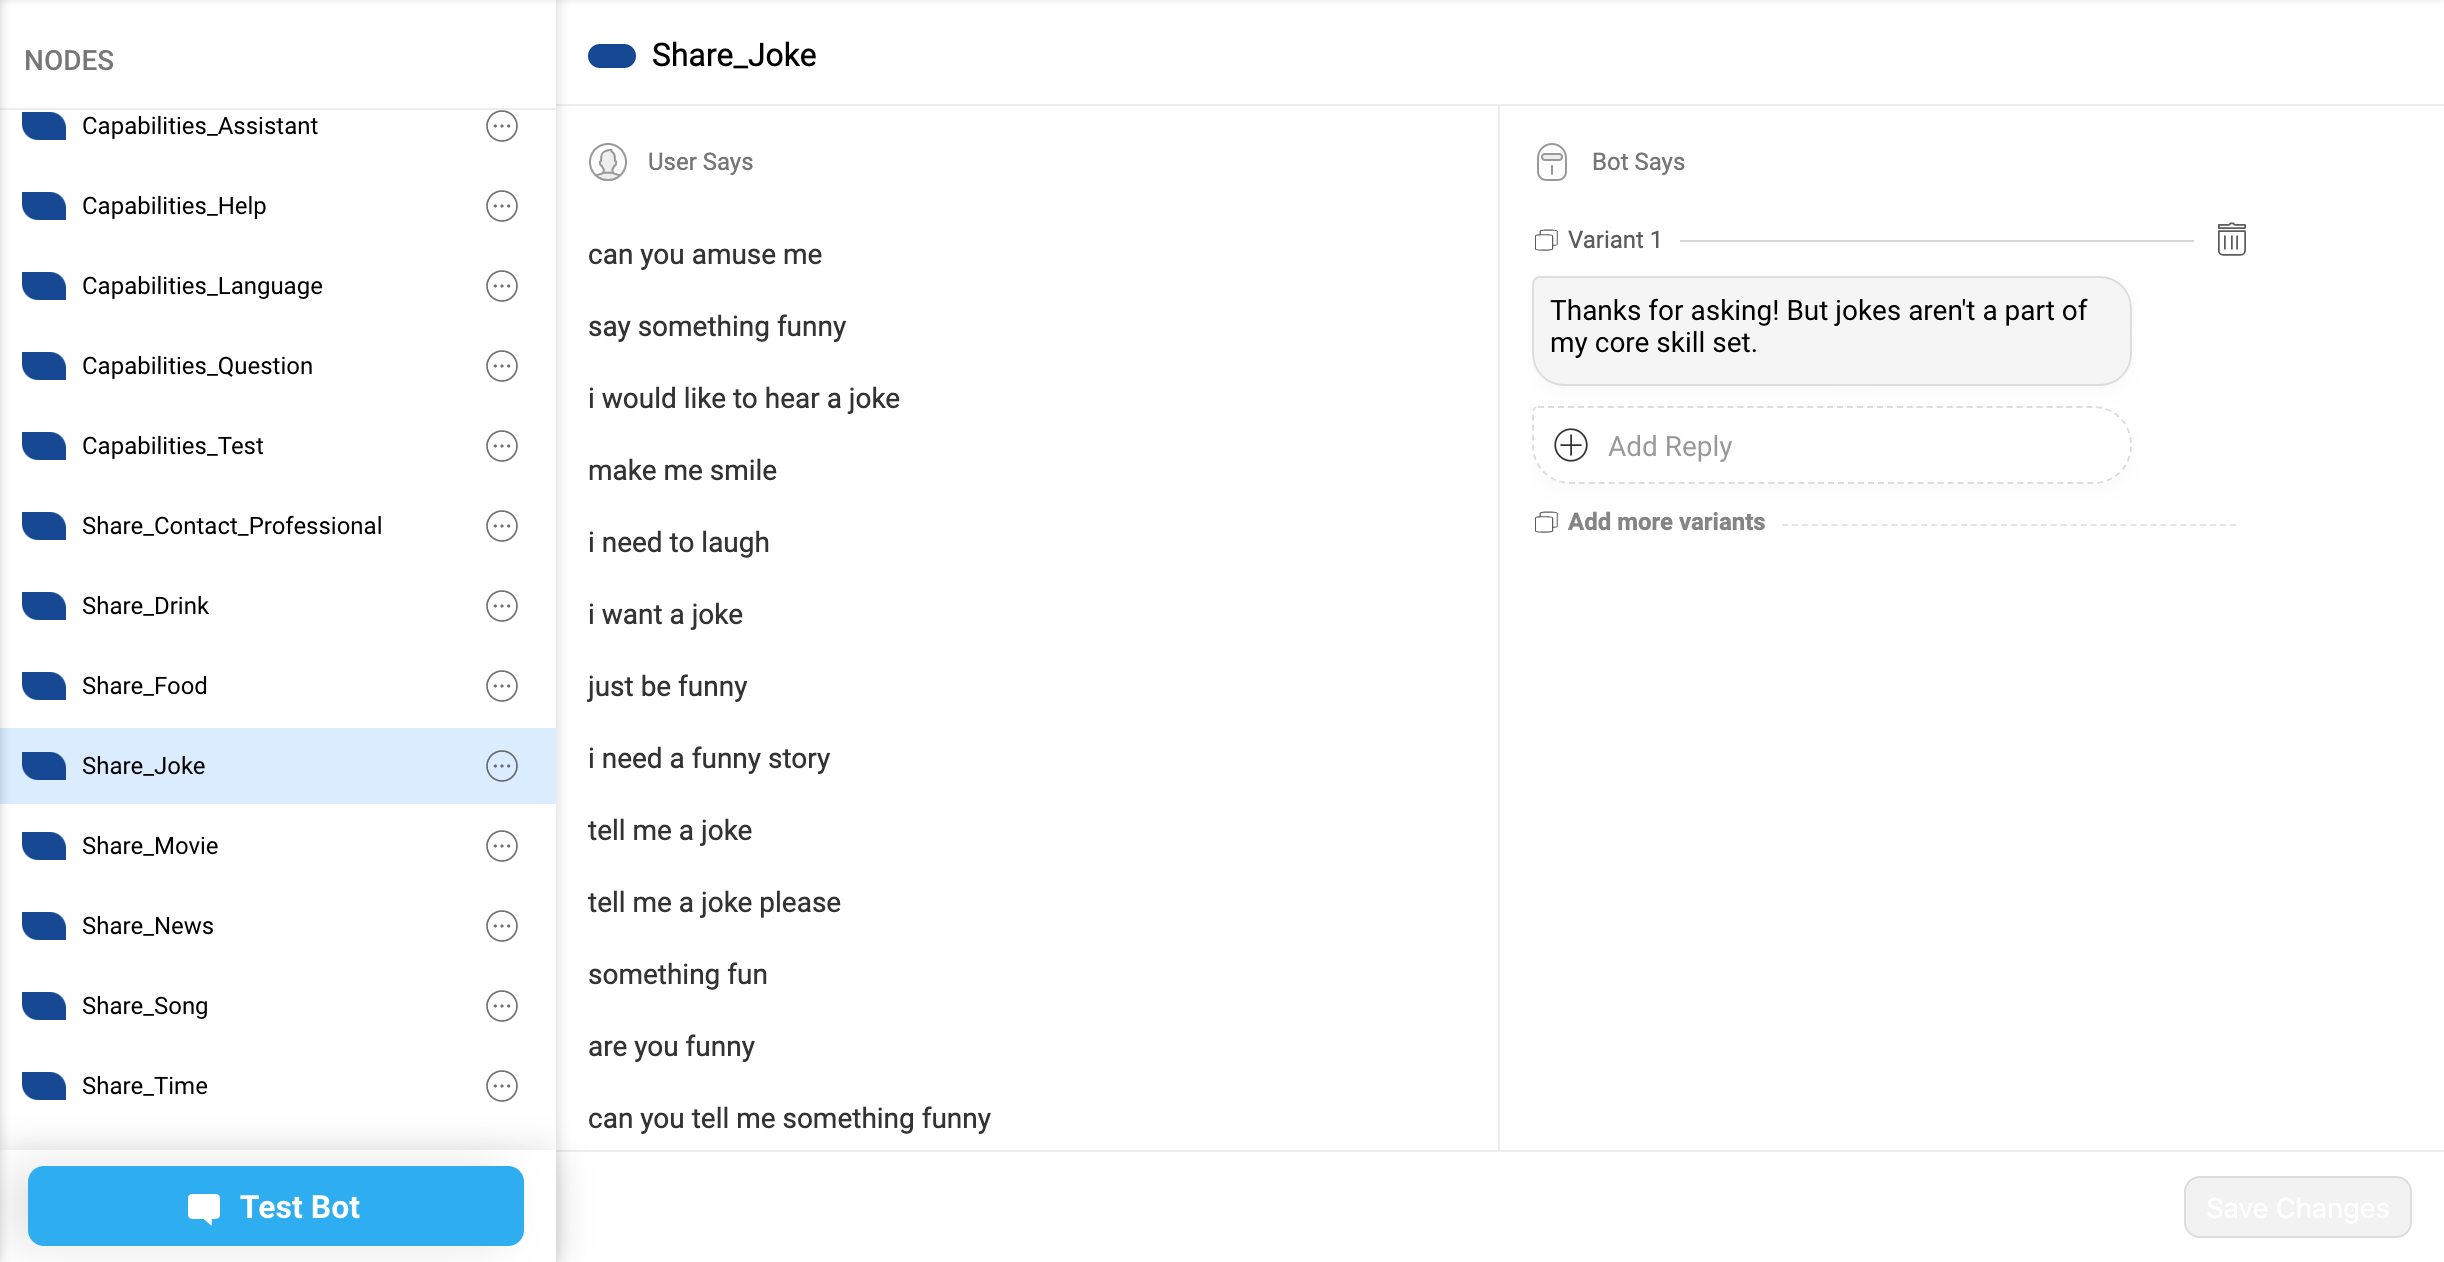 NODES
Capabilities_Assistant
Capabilities_Help
Capabilities_Language
Capabilities_Question
Capabilities_Test
Share_Contact_Professional
Share_Drink
Share_Food
Share_Joke
Share_Movie
Share_News
Share_Song
Share_Time
Test Bot
Share_Joke
User Says
can you amuse me
say something funny
i would like to hear a joke
make me smile
i need to laugh
i want a joke
just be funny
i need a funny story
tell me a joke
tell me a joke please
something fun
are you funny
can you tell me something funny
Bot Says
Variant 1
Thanks for asking! But jokes aren't a part of
my core skill set.
Add Reply
Add more variants
Save Changes